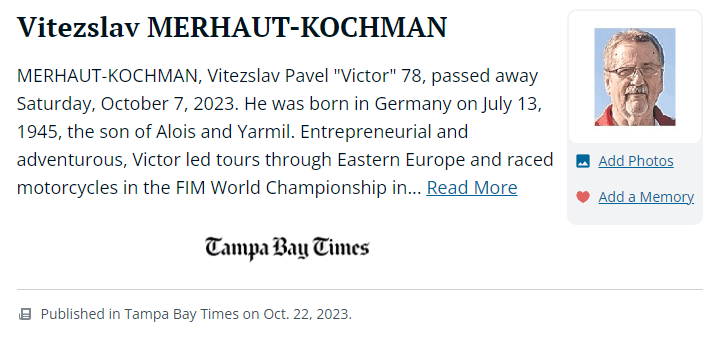 Vitezslav MERHAUT-KOCHMAN
MERHAUT-KOCHMAN, Vitezslav Pavel "Victor" 78, passed away
Saturday, October 7, 2023. He was born in Germany on July 13,
1945, the son of Alois and Yarmil. Entrepreneurial and
adventurous, Victor led tours through Eastern Europe and raced
motorcycles in the FIM World Championship in... Read More
Add Photos
Add a Memory
Tampa Bay Times
Published in Tampa Bay Times on Oct. 22, 2023.